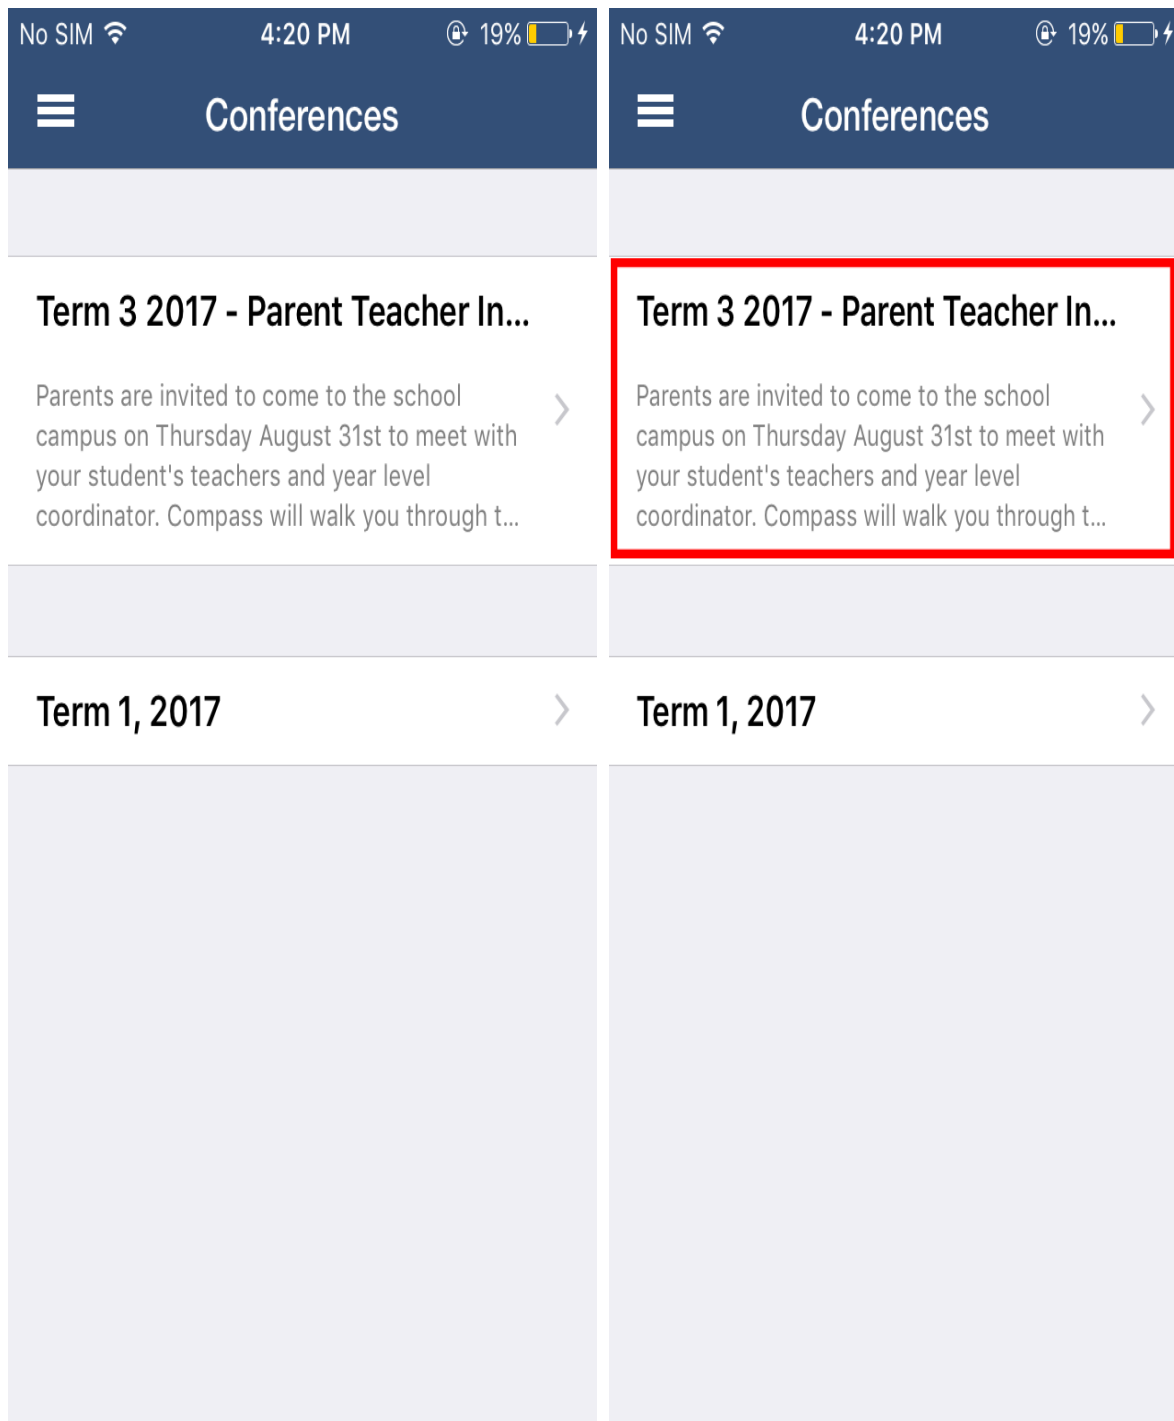 No SIM 4:20 PM 19%
Conferences
Term 3 2017 - Parent Teacher In...
Parents are invited to come to the school
campus on Thursday August 31st to meet with
your student's teachers and year level
coordinator. Compass will walk you through t...
Term 1, 2017
No SIM 4:20 PM 19%
Conferences
Term 3 2017 - Parent Teacher In...
Parents are invited to come to the school
campus on Thursday August 31st to meet with
your student's teachers and year level
coordinator. Compass will walk you through t...
Term 1, 2017